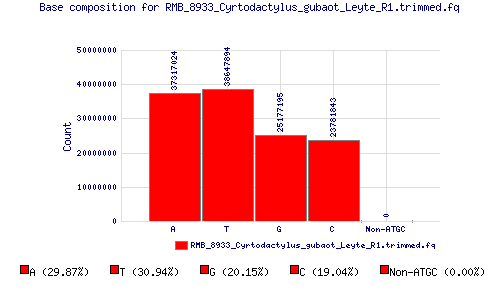 Base composition for RMB_8933_Cyrtodactylus_gubaot_Leyte_R1.trimmed.fq
50000000
40000000
30000000
20000000
10000000
0
Count
37317024
38647894
25177195
23781843
0
A T G C Non-ATGC
RMB_8933_Cyrtodactylus_gubaot_Leyte_R1.trimmed.fq
A (29.87%) T (30.94%) G (20.15%) C (19.04%) Non-ATGC (0.00%)